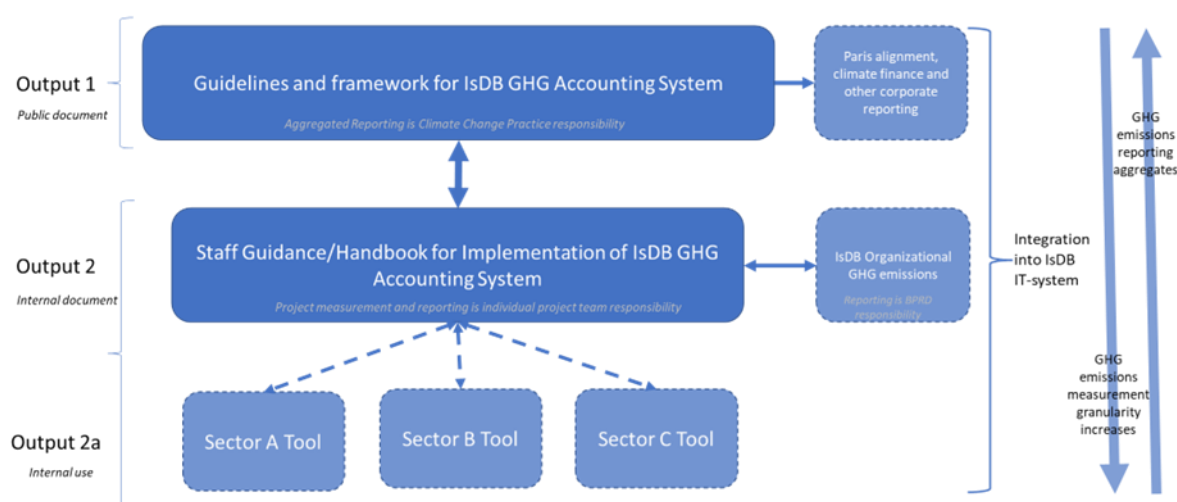 Output 1
Public document
Guidelines and framework for IsDB GHG Accounting System
Aggregated Reporting is Climate Change Practice responsibility
Paris alignment,
climate finance and
other corporate
reporting
Output 2
Internal document
Staff Guidance/Handbook for Implementation of IsDB GHG
Accounting System
Project measurement and reporting is individual project team responsibility
IsDB Organizational
GHG emissions
Reporting is BPRD
responsibility
Output 2a
Internal use
Sector A Tool
Sector B Tool
Sector C Tool
Integration
into IsDB
IT-system
GHG
emissions
reporting
aggregates
GHG
emissions
measurement
granularity
increases